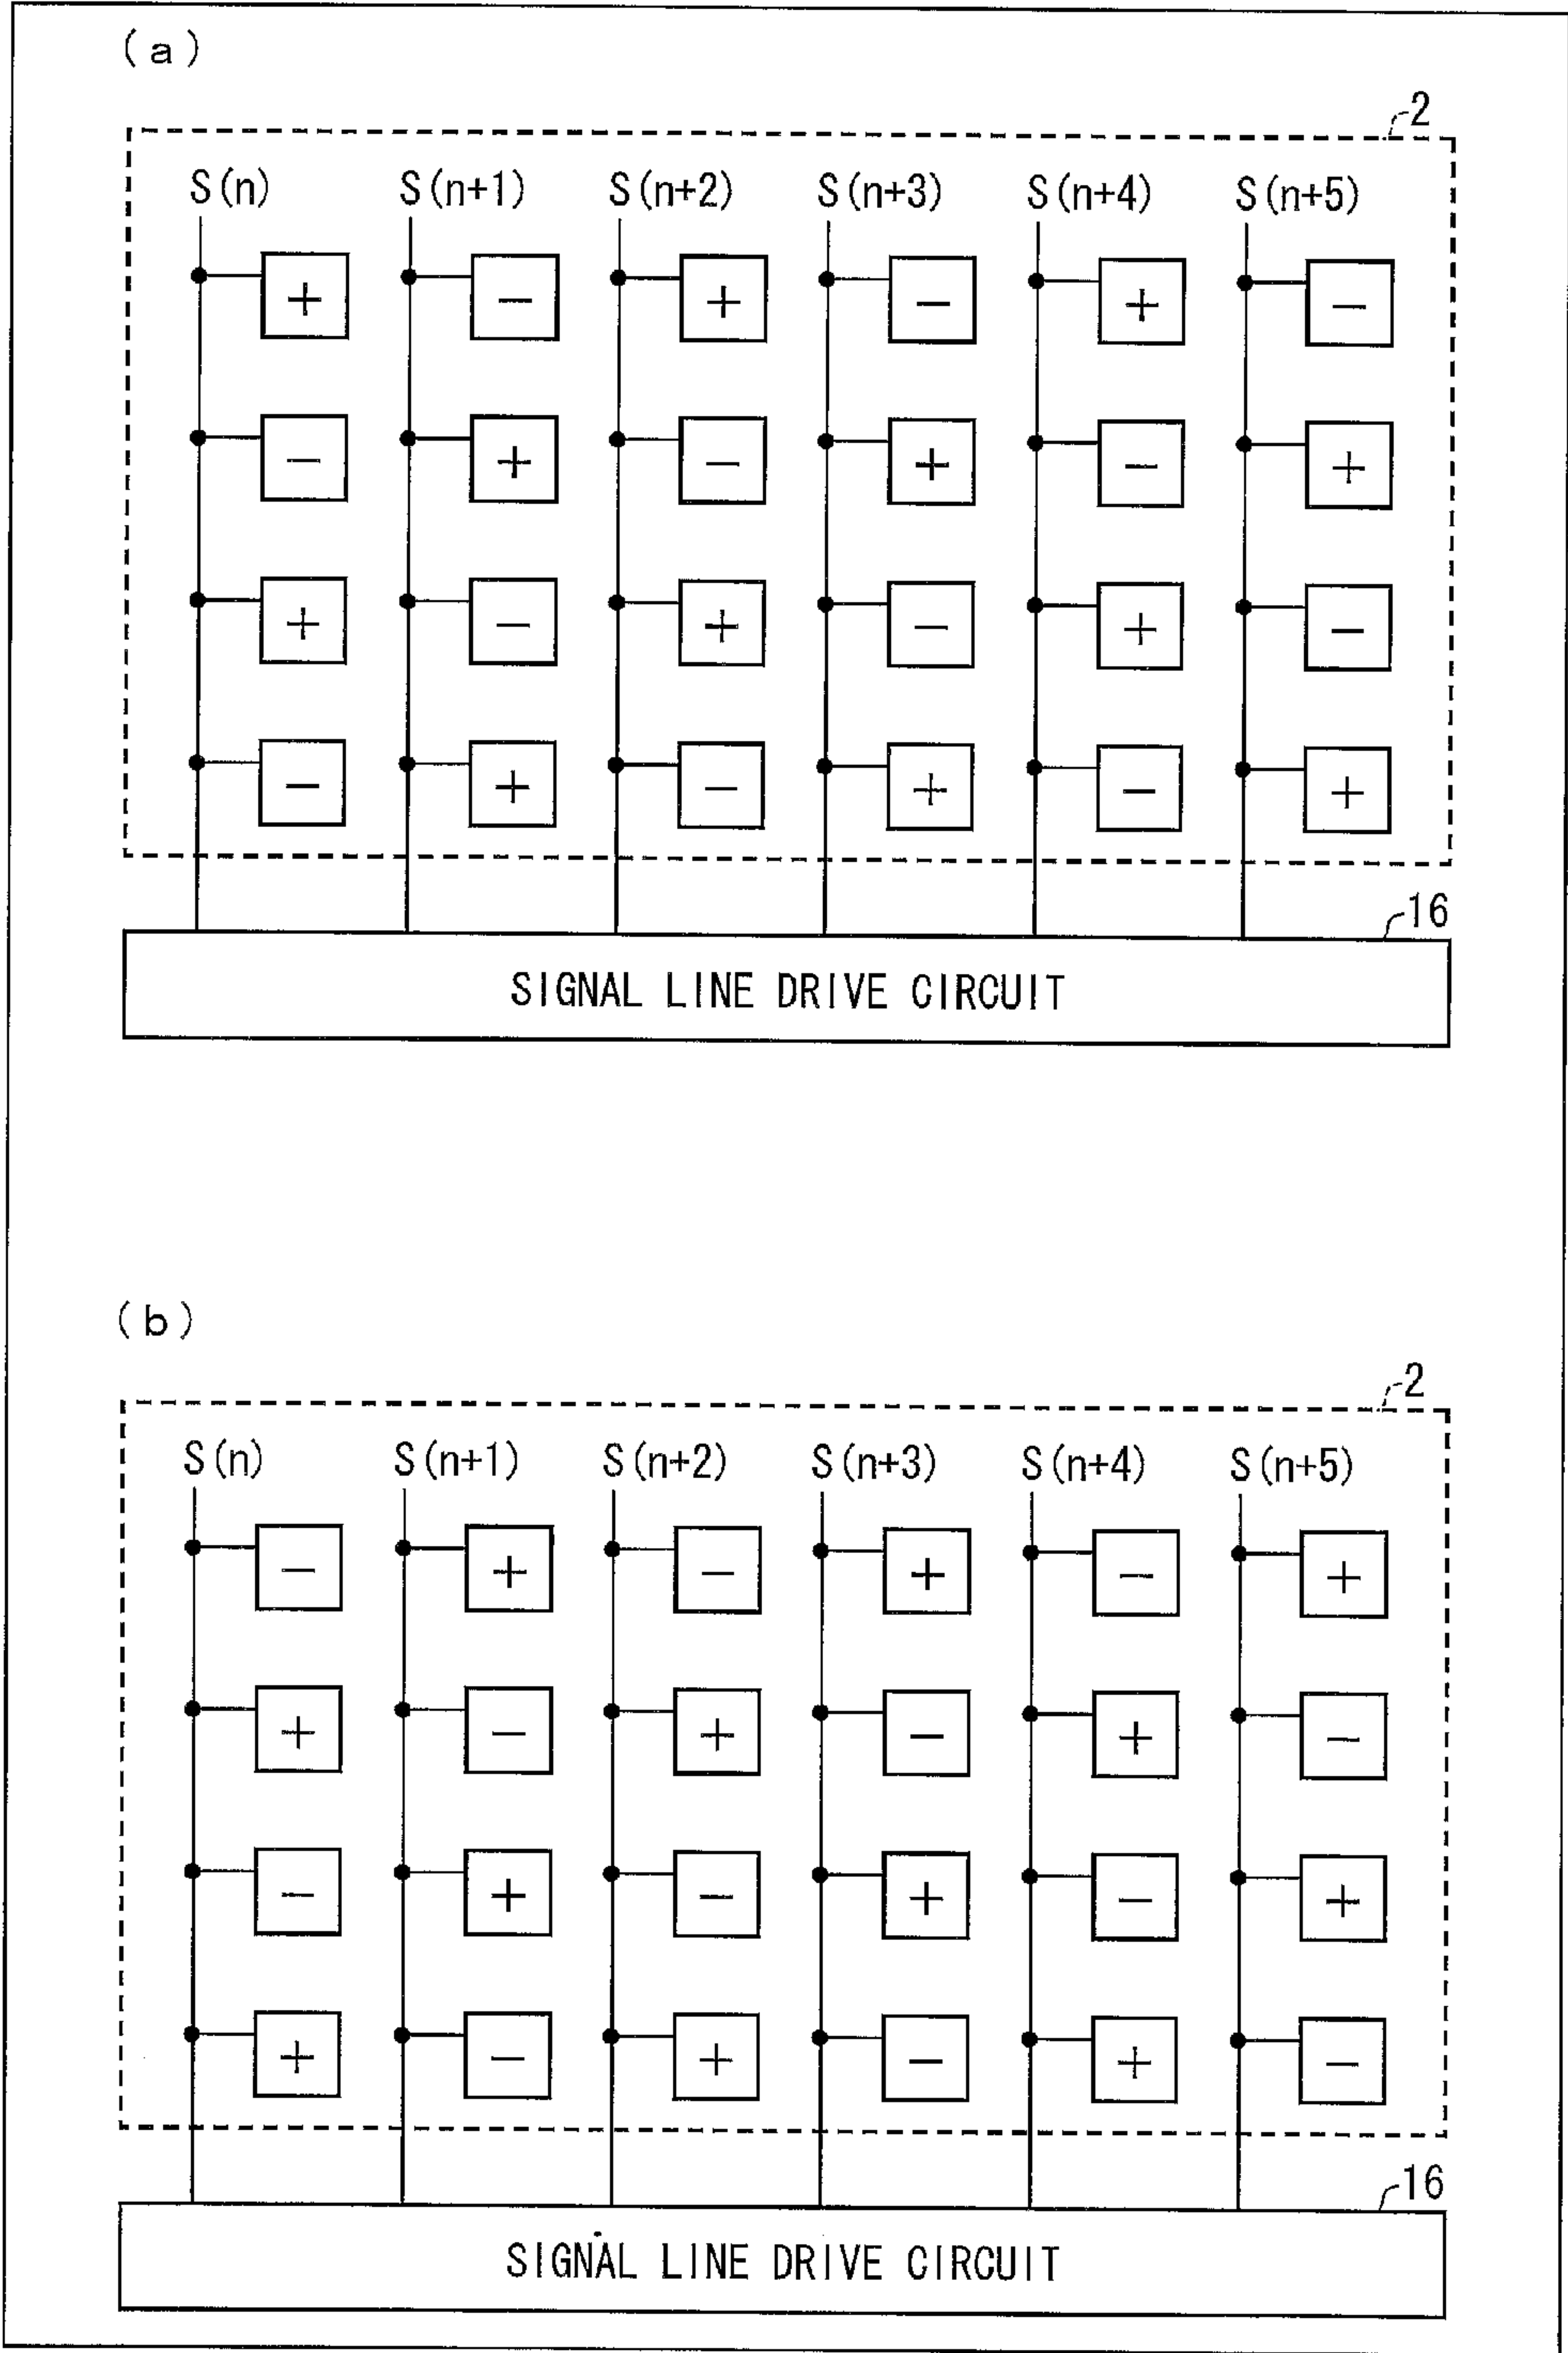 (a)
2
S(n) S(n+1) S(n+2) S(n+3) S(n+4) S(n+5)
+ − + − + −
− + − + − +
+ − + − + −
− + − + − +
16
SIGNAL LINE DRIVE CIRCUIT
(b)
2
S(n) S(n+1) S(n+2) S(n+3) S(n+4) S(n+5)
− + − + − +
+ − + − + −
− + − + − +
+ − + − + −
16
SIGNAL LINE DRIVE CIRCUIT